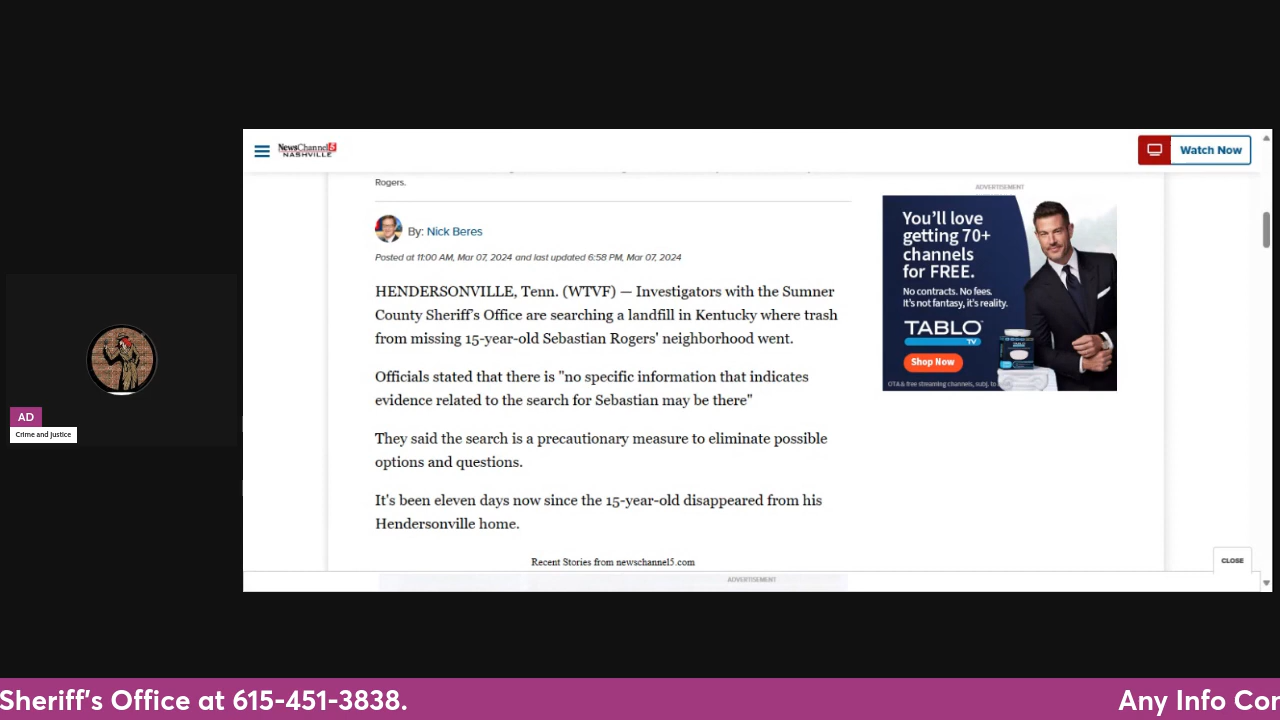 NewsChannel 5
NASHVILLE
Watch Now
Rogers.
By: Nick Beres
Posted at 11:00 AM, Mar 07, 2024 and last updated 6:58 PM, Mar 07, 2024
HENDERSONVILLE, Tenn. (WTVF) — Investigators with the Sumner
County Sheriff's Office are searching a landfill in Kentucky where trash
from missing 15-year-old Sebastian Rogers' neighborhood went.
Officials stated that there is "no specific information that indicates
evidence related to the search for Sebastian may be there"
They said the search is a precautionary measure to eliminate possible
options and questions.
It's been eleven days now since the 15-year-old disappeared from his
Hendersonville home.
Recent Stories from newschannel5.com
ADVERTISEMENT
ADVERTISEMENT
You'll love
getting 70+
channels
for FREE.
No contracts. No fees.
It's not fantasy, it's reality.
TABLO
TV
Shop Now
OTA & free streaming channels, subj. to
CLOSE
AD
Crime and Justice
Sheriff's Office at 615-451-3838.
Any Info Con